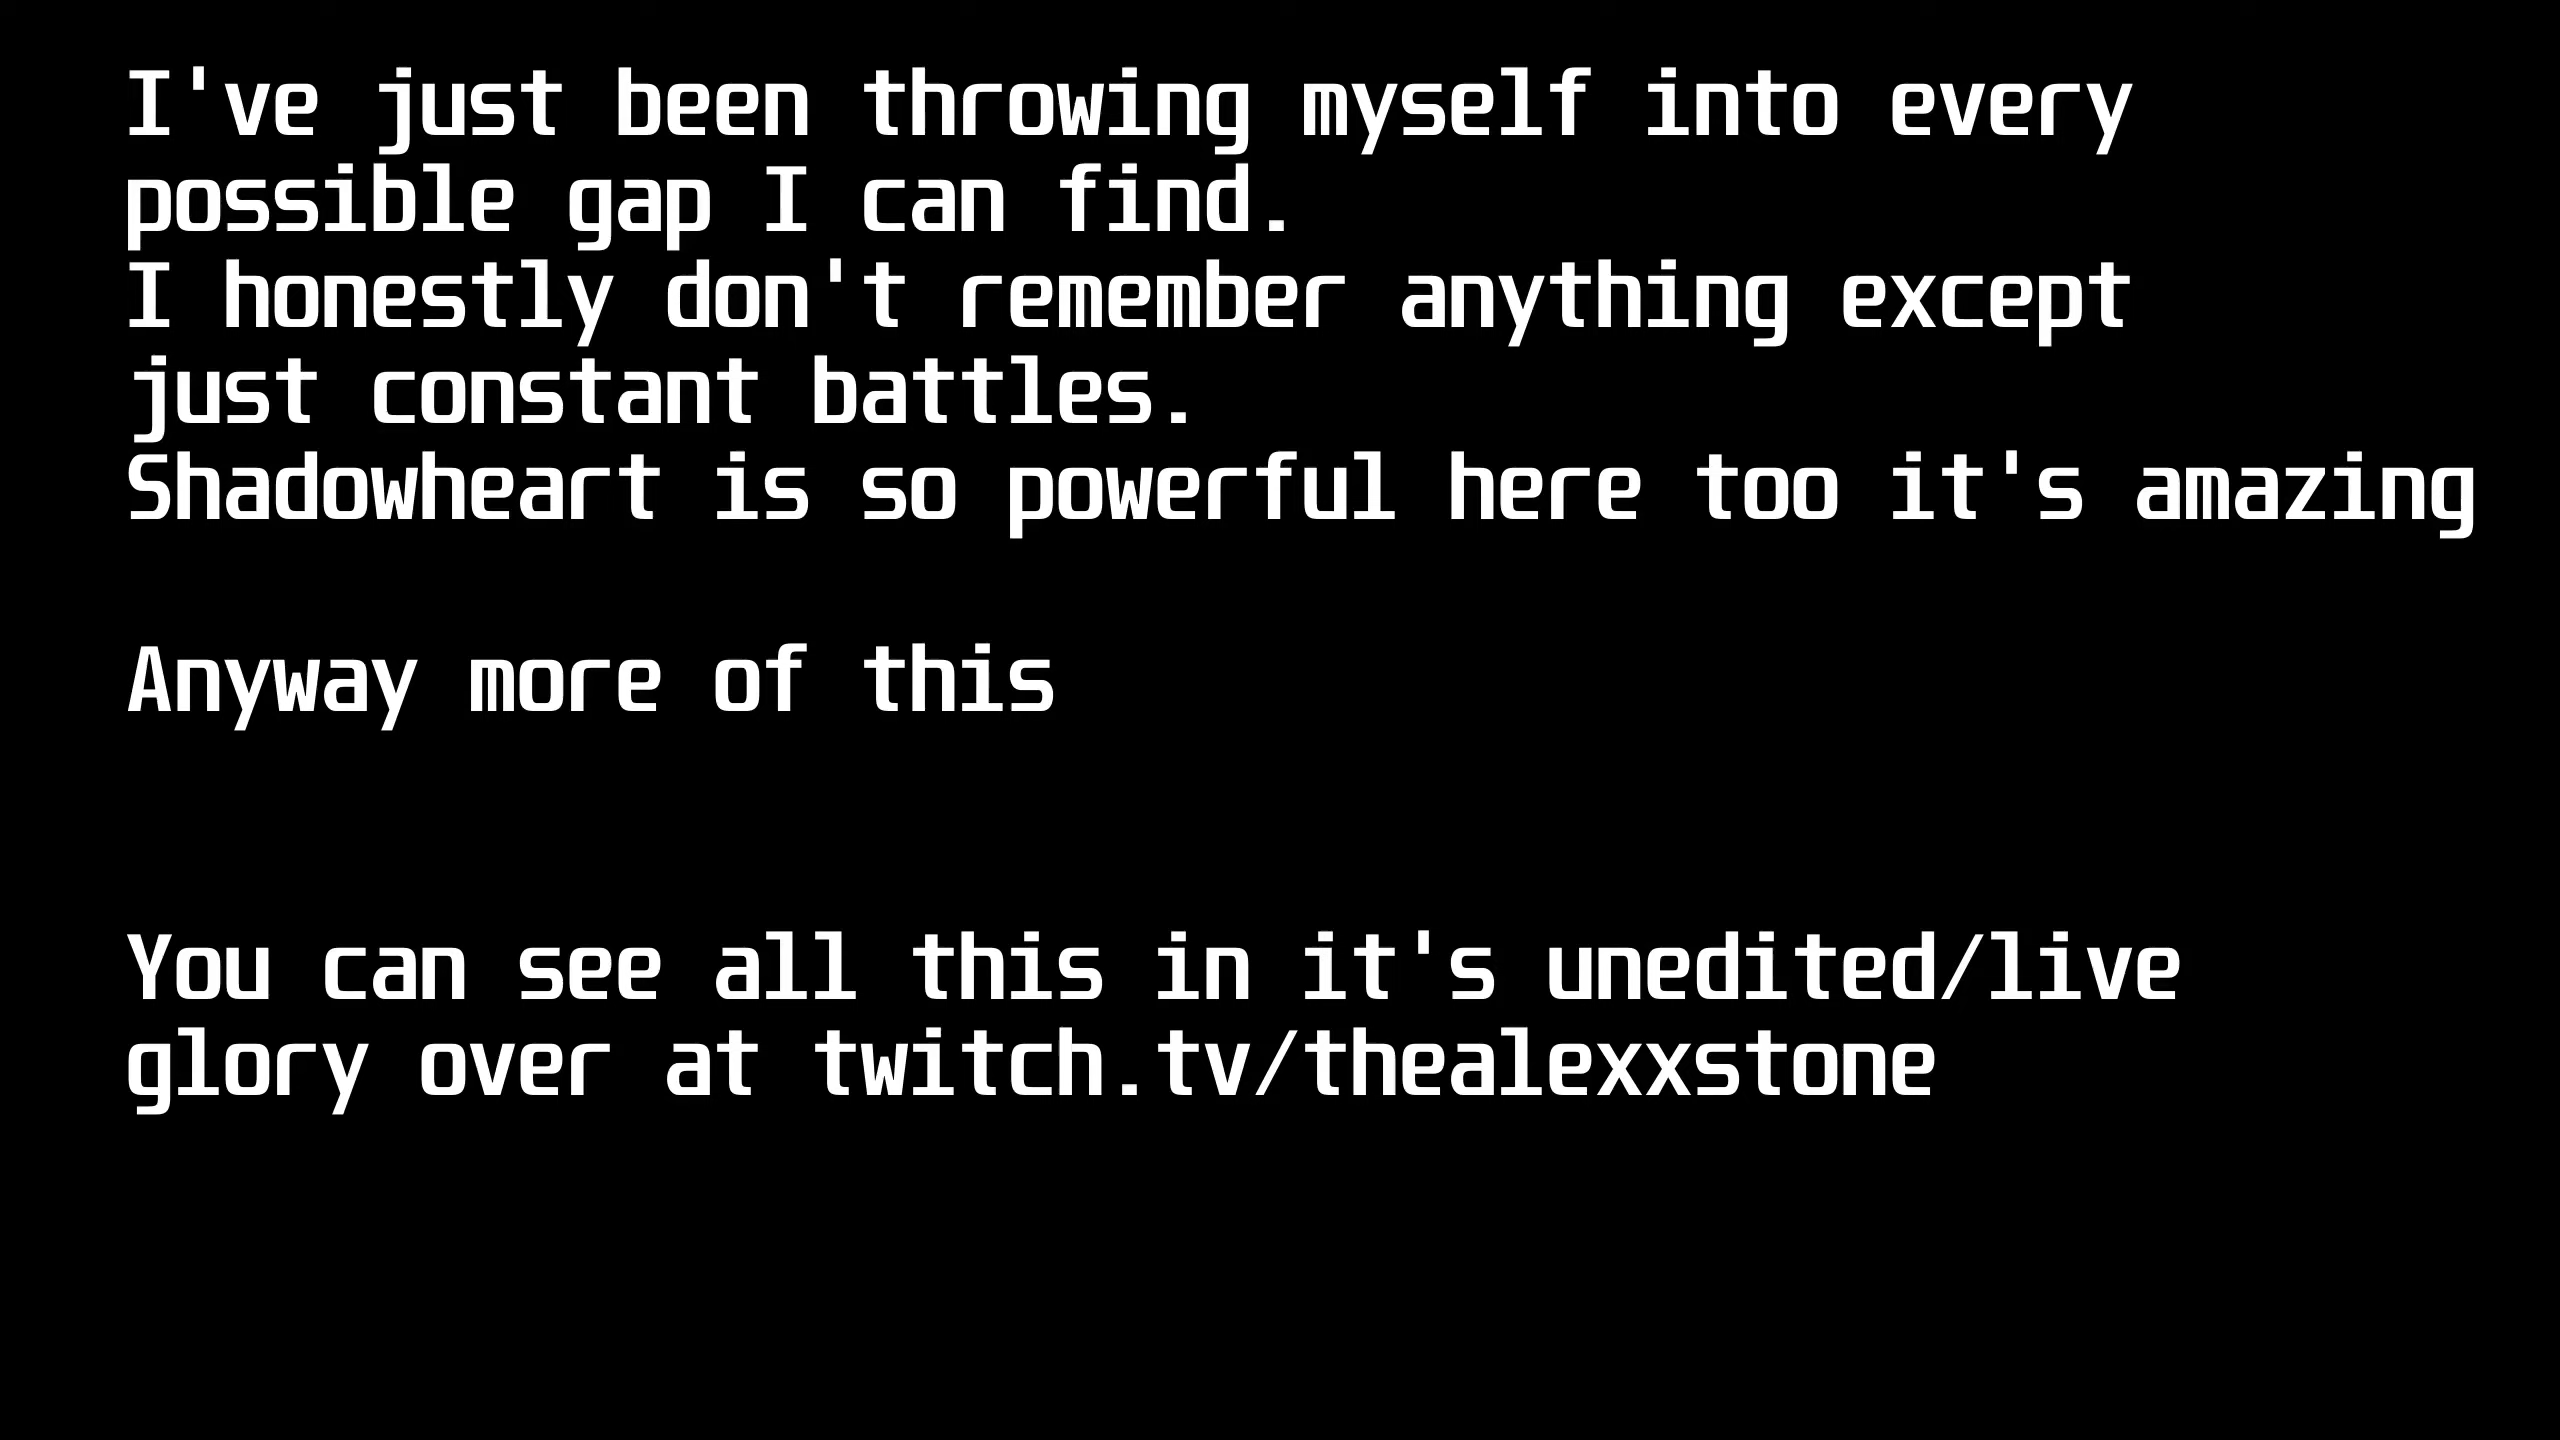 I've just been throwing myself into every
possible gap I can find.
I honestly don't remember anything except
just constant battles.
Shadowheart is so powerful here too it's amazing
Anyway more of this
You can see all this in it's unedited/live
glory over at twitch.tv/thealexxstone